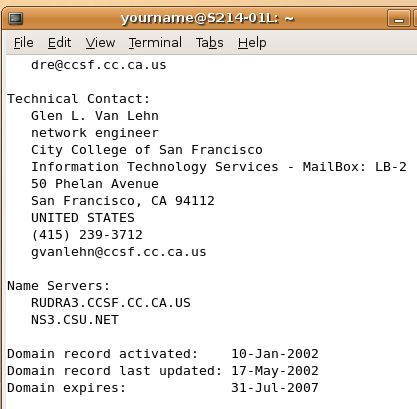 yourname@S214-01L: ~
File Edit View Terminal Tabs Help
dre@ccsf.cc.ca.us
Technical Contact:
Glen L. Van Lehn
network engineer
City College of San Francisco
Information Technology Services - MailBox: LB-2
50 Phelan Avenue
San Francisco, CA 94112
UNITED STATES
(415) 239-3712
gvanlehn@ccsf.cc.ca.us
Name Servers:
RUDRA3.CCSF.CC.CA.US
NS3.CSU.NET
Domain record activated: 10-Jan-2002
Domain record last updated: 17-May-2002
Domain expires: 31-Jul-2007